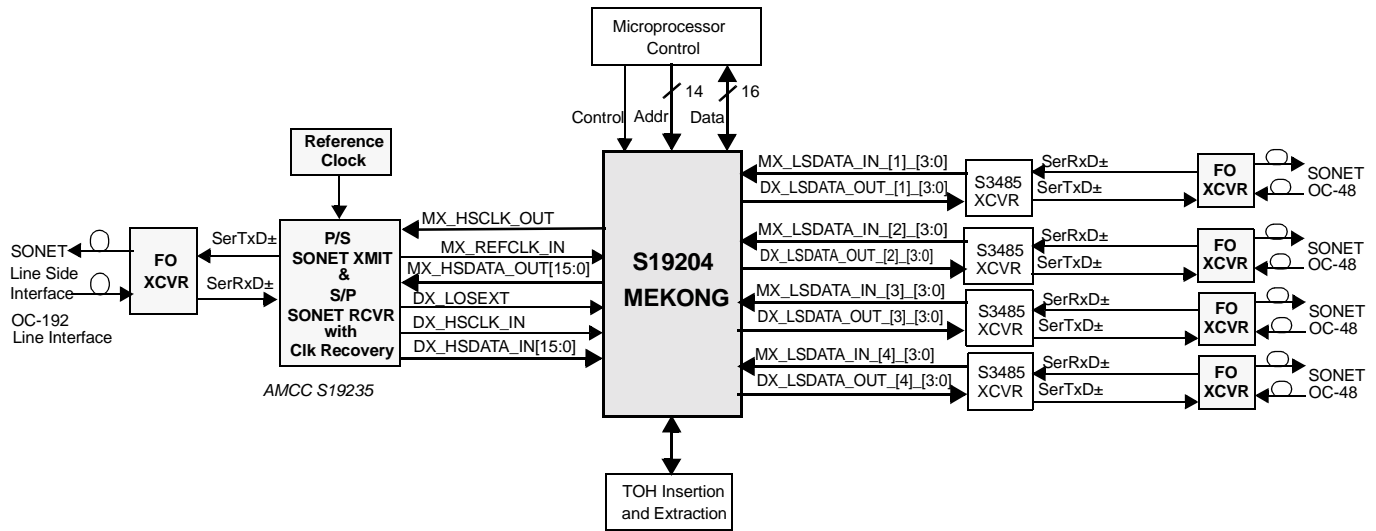 Microprocessor
Control
14
16
Control
Addr
Data
Reference
Clock
SONET
Line Side
Interface
OC-192
Line Interface
FO
XCVR
SerTxD±
SerRxD±
P/S
SONET XMIT
&
S/P
SONET RCVR
with
Clk Recovery
AMCC S19235
MX_HSCLK_OUT
MX_REFCLK_IN
MX_HSDATA_OUT[15:0]
DX_LOSEXT
DX_HSCLK_IN
DX_HSDATA_IN[15:0]
S19204
MEKONG
MX_LSDATA_IN_[1]_[3:0]
DX_LSDATA_OUT_[1]_[3:0]
S3485
XCVR
SerRxD±
SerTxD±
FO
XCVR
SONET
OC-48
MX_LSDATA_IN_[2]_[3:0]
DX_LSDATA_OUT_[2]_[3:0]
S3485
XCVR
SerRxD±
SerTxD±
FO
XCVR
SONET
OC-48
MX_LSDATA_IN_[3]_[3:0]
DX_LSDATA_OUT_[3]_[3:0]
S3485
XCVR
SerRxD±
SerTxD±
FO
XCVR
SONET
OC-48
MX_LSDATA_IN_[4]_[3:0]
DX_LSDATA_OUT_[4]_[3:0]
S3485
XCVR
SerRxD±
SerTxD±
FO
XCVR
SONET
OC-48
TOH Insertion
and Extraction